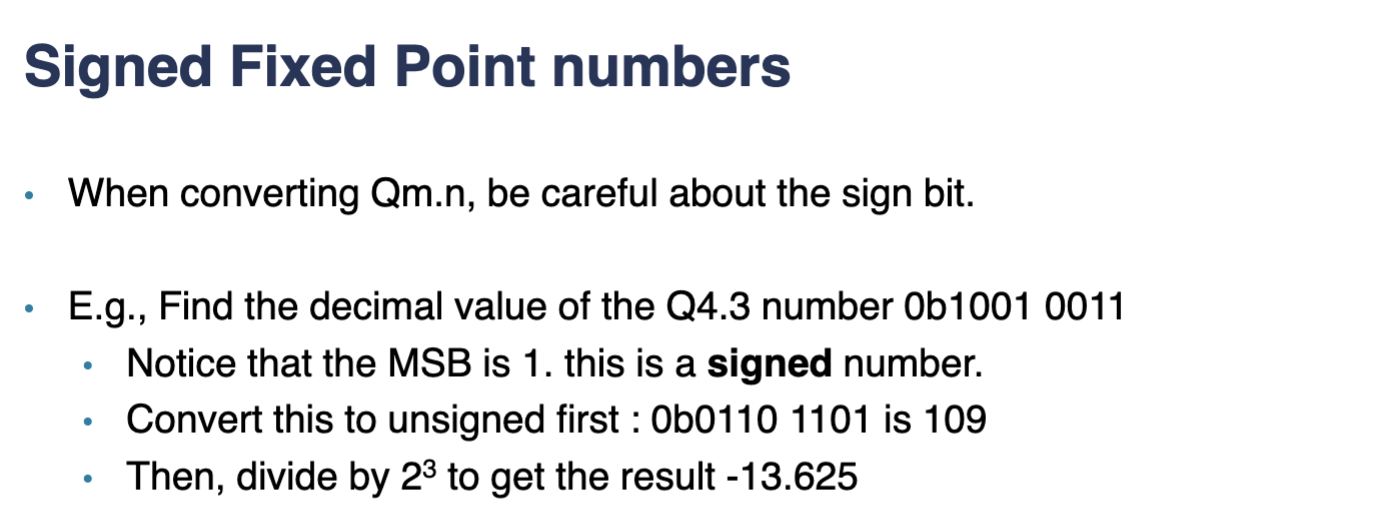 Signed Fixed Point numbers
• When converting Qm.n, be careful about the sign bit.
• E.g., Find the decimal value of the Q4.3 number 0b1001 0011
• Notice that the MSB is 1. this is a signed number.
• Convert this to unsigned first : 0b0110 1101 is 109
• Then, divide by 2³ to get the result -13.625